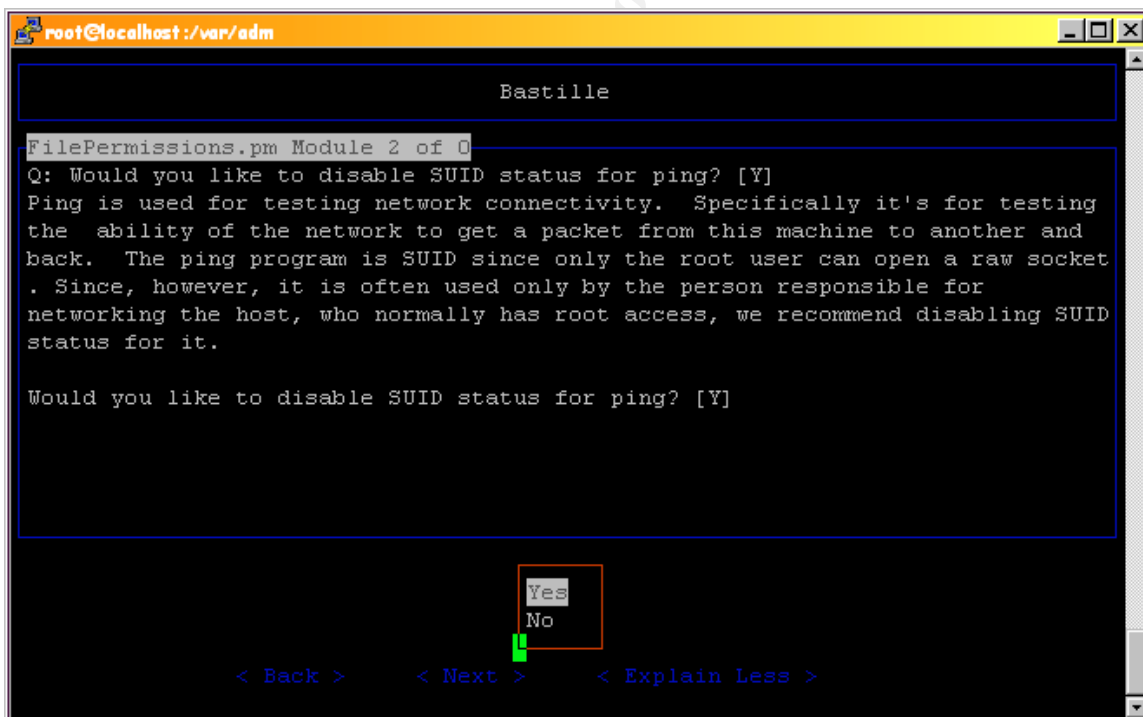 root@localhost:/var/adm
Bastille
FilePermissions.pm Module 2 of 0
Q: Would you like to disable SUID status for ping? [Y]
Ping is used for testing network connectivity.  Specifically it's for testing
the  ability of the network to get a packet from this machine to another and
back.  The ping program is SUID since only the root user can open a raw socket
. Since, however, it is often used only by the person responsible for
networking the host, who normally has root access, we recommend disabling SUID
status for it.
Would you like to disable SUID status for ping? [Y]
Yes
No
< Back > < Next > < Explain Less >